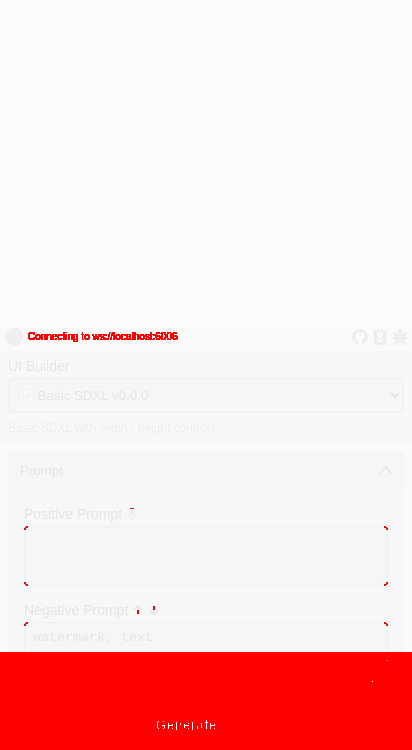 Connecting to ws://localhost:6006
UI Builder
Basic SDXL v0.0.0
Basic SDXL with width / height controls
Prompt
Positive Prompt
Negative Prompt
watermark, text
Generate